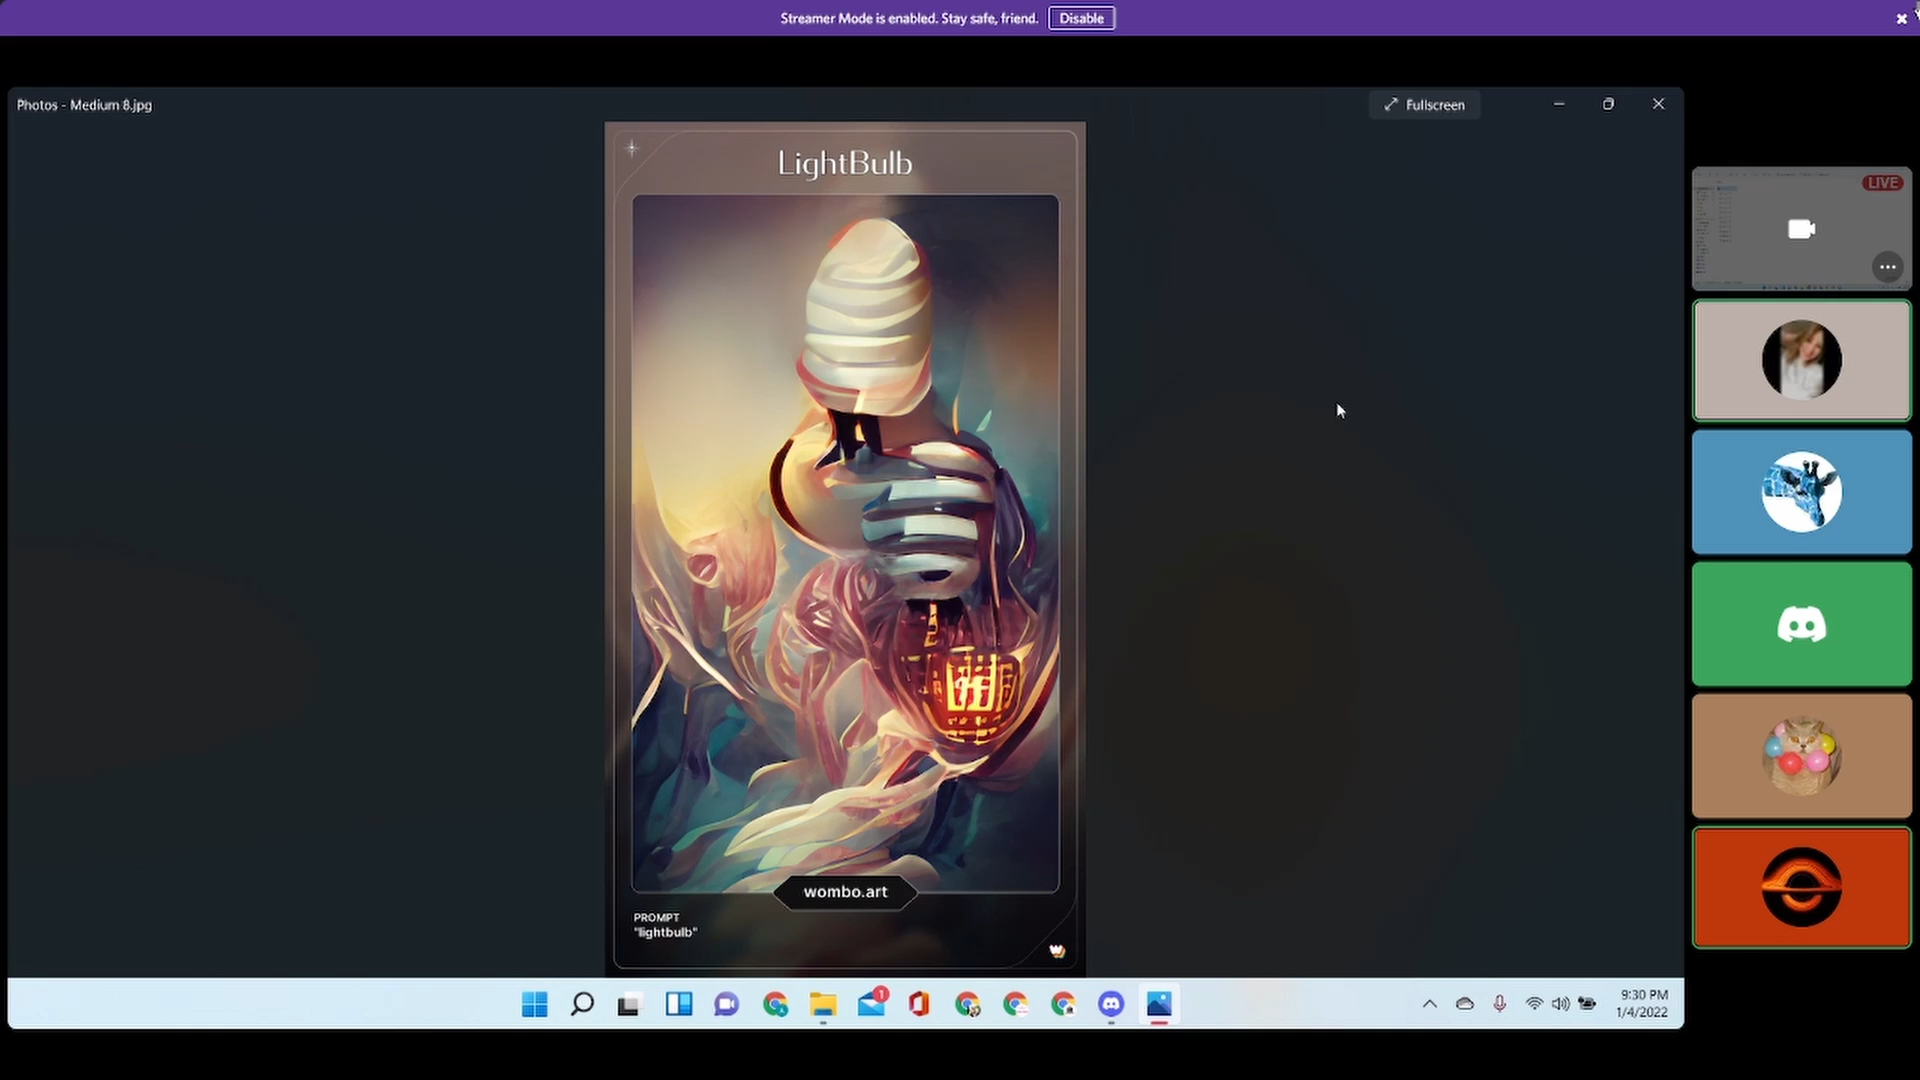 Streamer Mode is enabled. Stay safe, friend. Disable
Photos - Medium 8.jpg
Fullscreen
LIVE
LightBulb
wombo.art
PROMPT
"lightbulb"
W
1
9:30 PM
1/4/2022